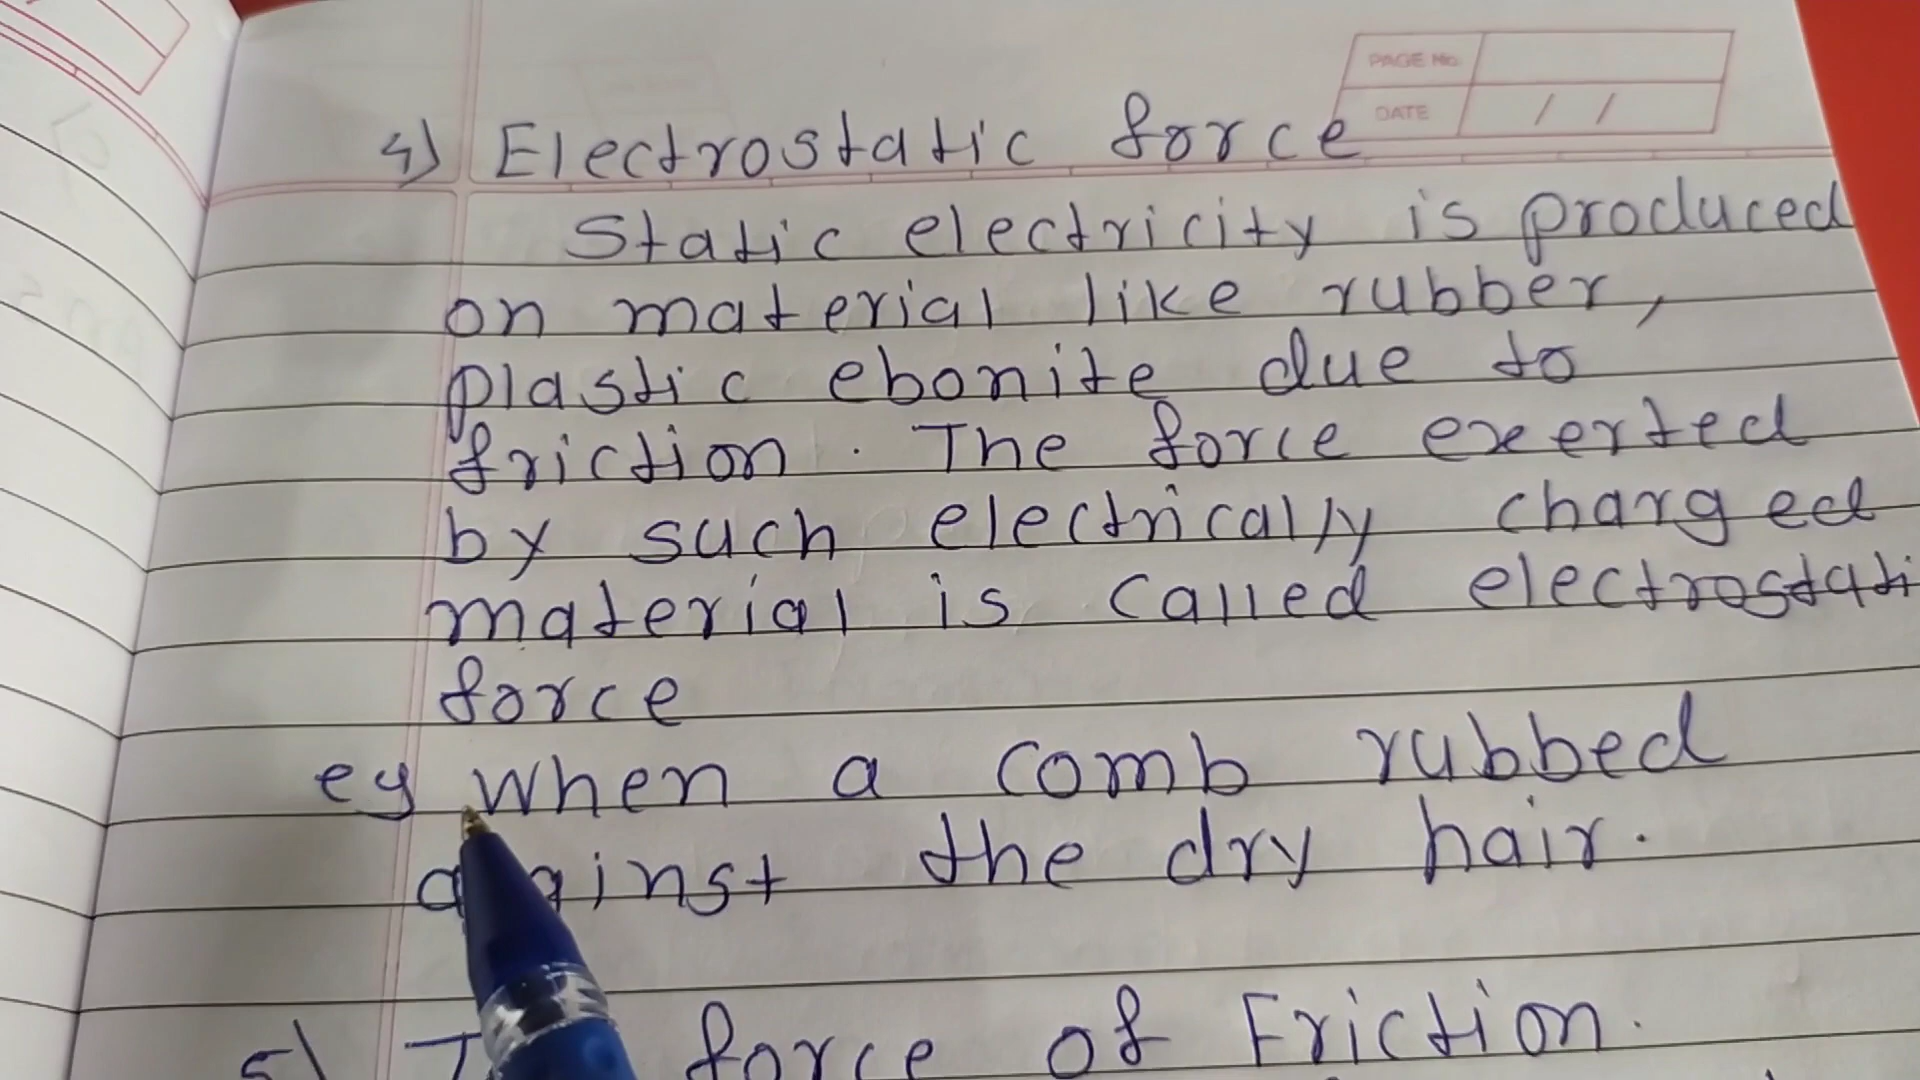 PAGE No.
DATE / /
4) Electrostatic force
Static electricity is produced
on material like rubber,
plastic ebonite due to
friction. The force exerted
by such electrically charged
material is called electrostati
force
eg when a comb rubbed
against the dry hair.
5) force of Friction.